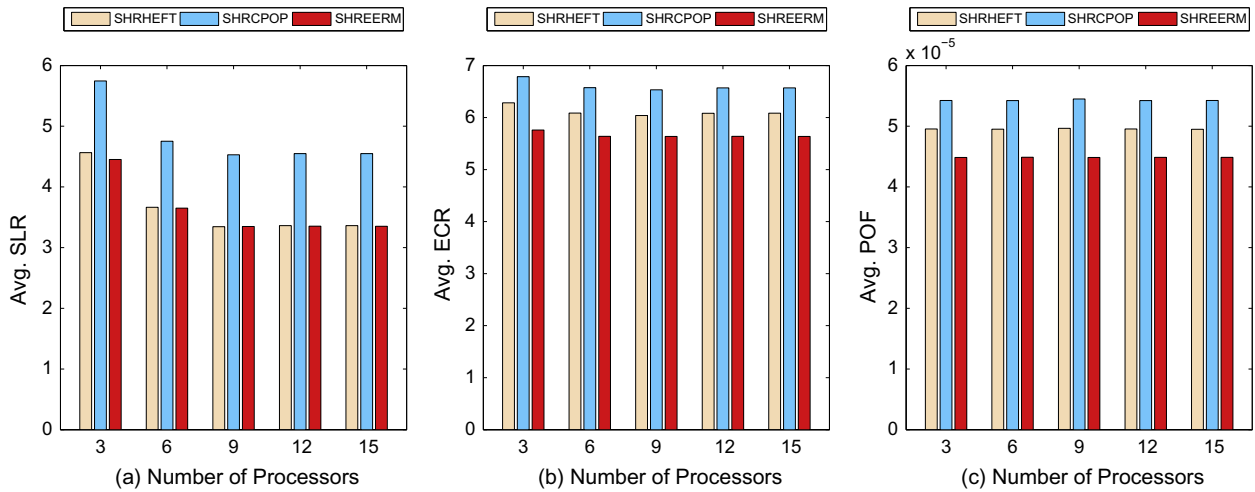 SHRHEFT SHRCPOP SHREERM
6
5
4
3
2
1
0
Avg. SLR
3 6 9 12 15
(a) Number of Processors
SHRHEFT SHRCPOP SHREERM
7
6
5
4
3
2
1
0
Avg. ECR
3 6 9 12 15
(b) Number of Processors
SHRHEFT SHRCPOP SHREERM
x 10⁻⁵
6
5
4
3
2
1
0
Avg. POF
3 6 9 12 15
(c) Number of Processors